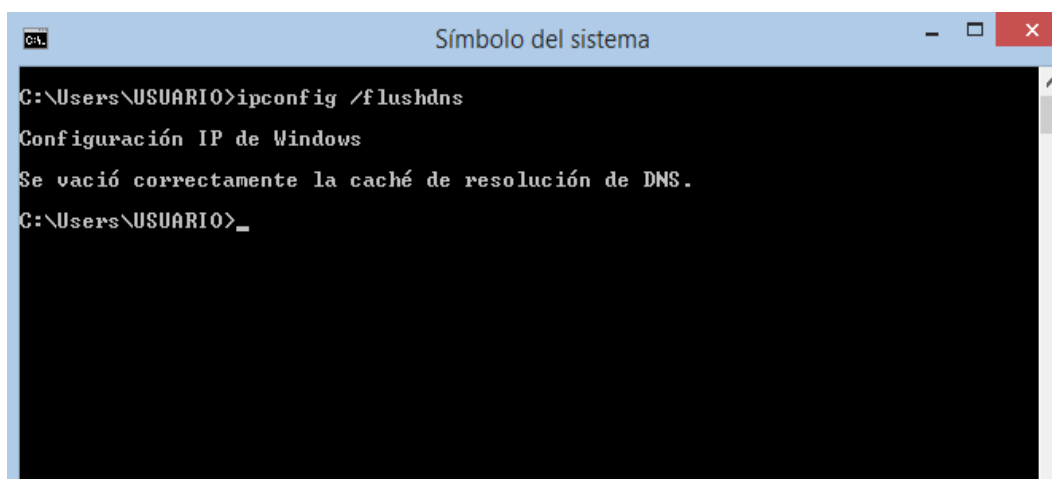 C:\.
Símbolo del sistema
C:\Users\USUARIO>ipconfig /flushdns
Configuración IP de Windows
Se vació correctamente la caché de resolución de DNS.
C:\Users\USUARIO>_